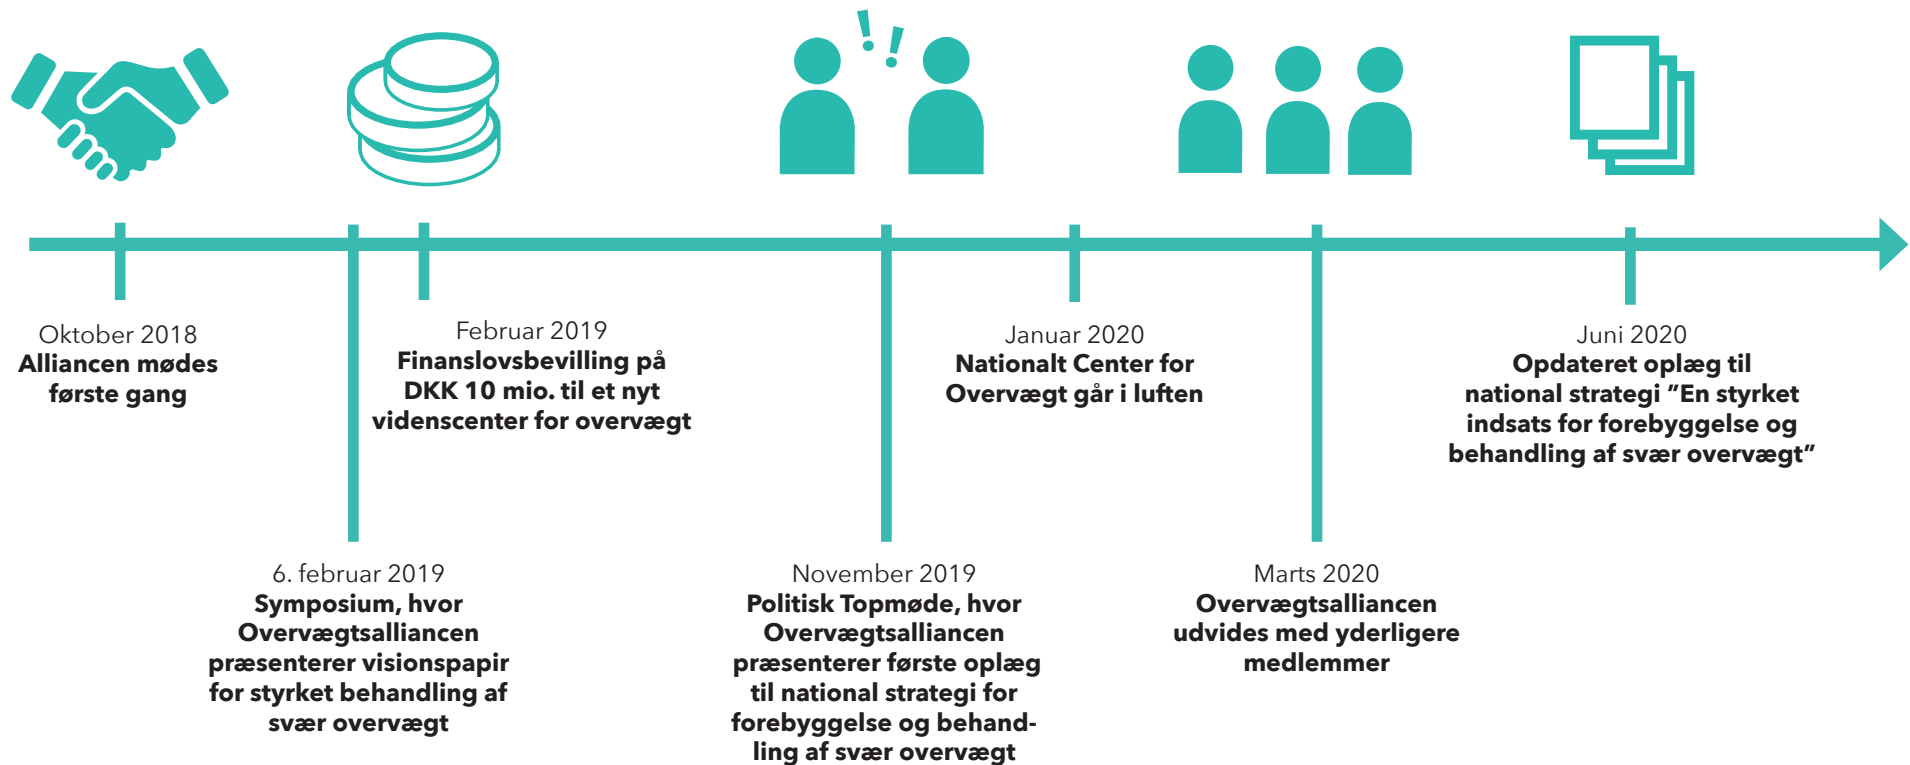 Oktober 2018
Alliancen mødes
første gang
6. februar 2019
Symposium, hvor
Overvægtsalliancen
præsenterer visionspapir
for styrket behandling af
svær overvægt
Februar 2019
Finanslovsbevilling på
DKK 10 mio. til et nyt
videnscenter for overvægt
November 2019
Politisk Topmøde, hvor
Overvægtsalliancen
præsenterer første oplæg
til national strategi for
forebyggelse og behand-
ling af svær overvægt
Januar 2020
Nationalt Center for
Overvægt går i luften
Marts 2020
Overvægtsalliancen
udvides med yderligere
medlemmer
Juni 2020
Opdateret oplæg til
national strategi ”En styrket
indsats for forebyggelse og
behandling af svær overvægt”